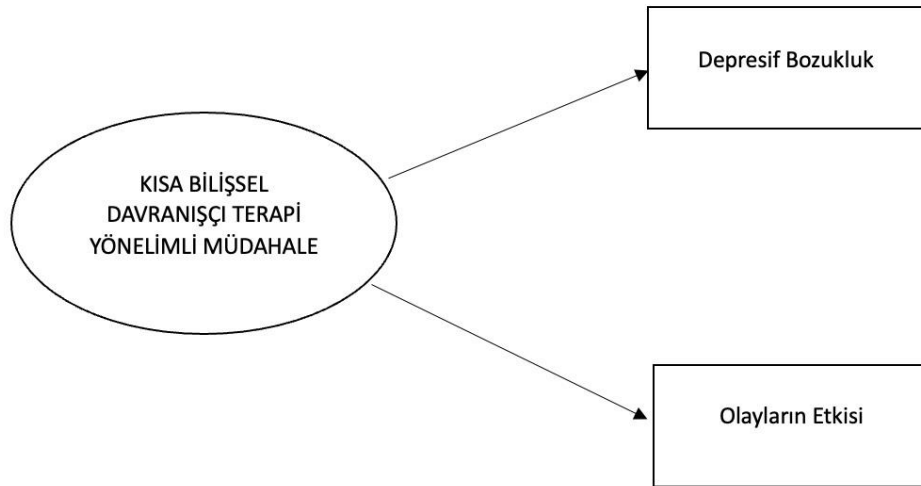 Depresif Bozukluk
KISA BİLİŞSEL
DAVRANIŞÇI TERAPİ
YÖNELİMLİ MÜDAHALE
Olayların Etkisi